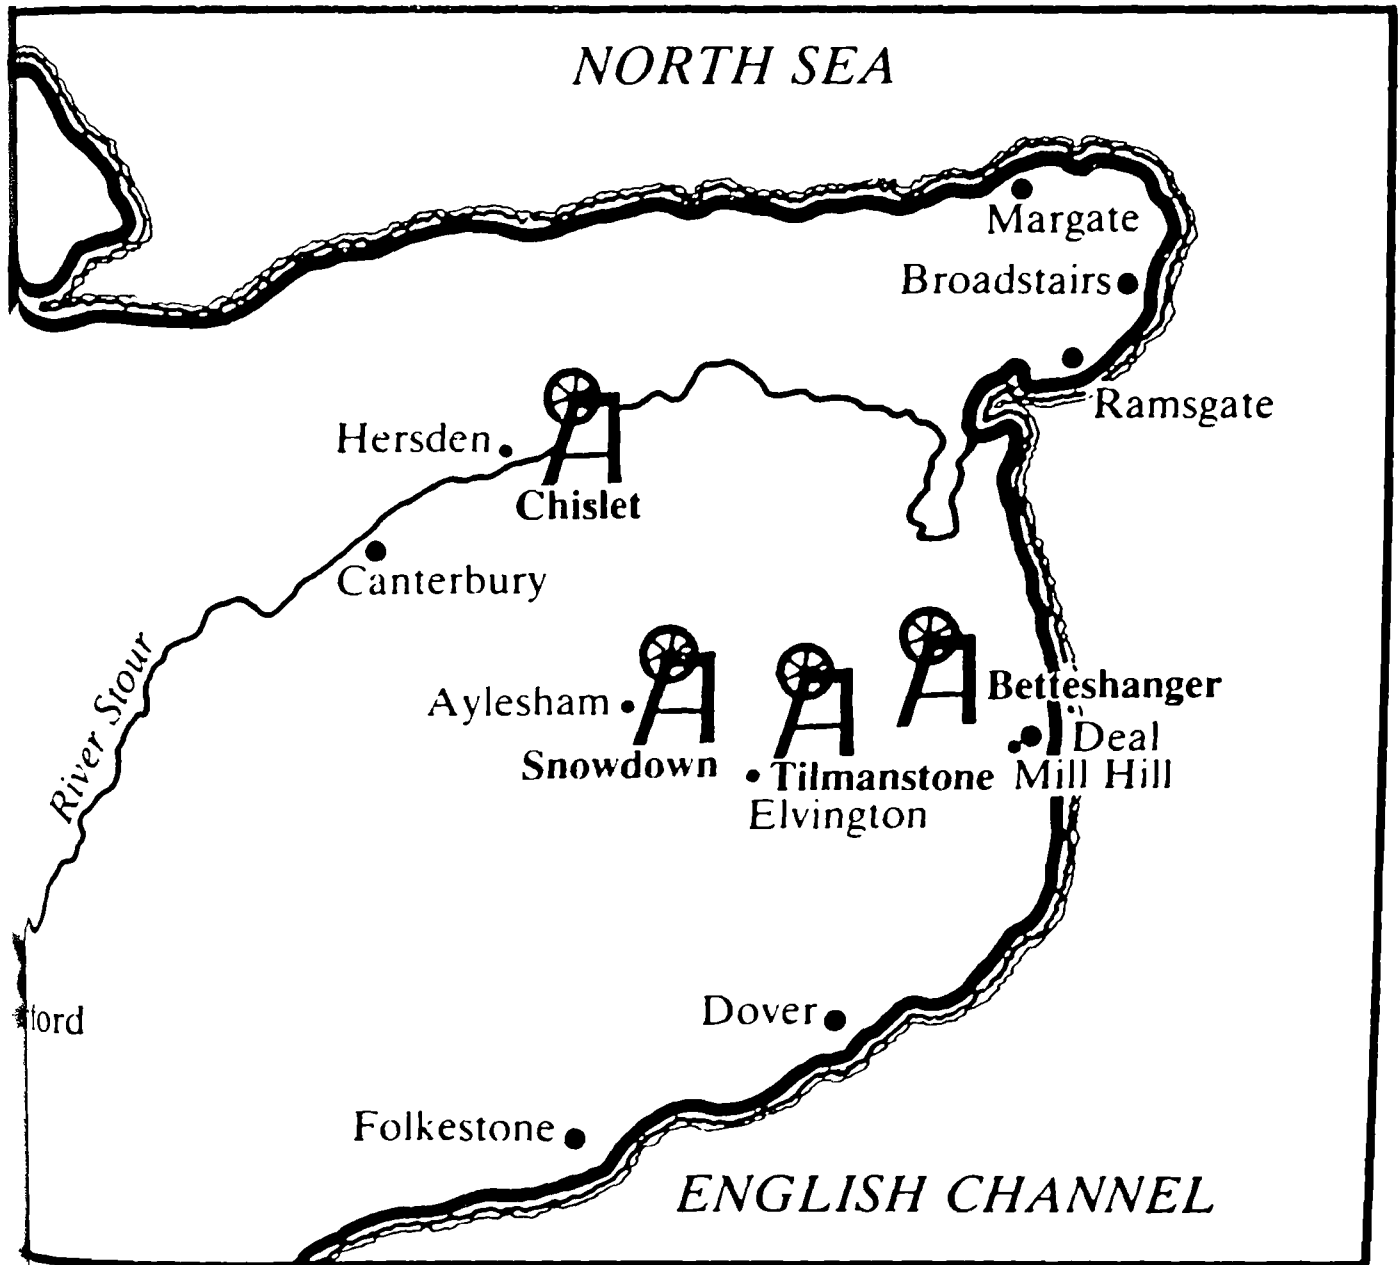 NORTH SEA
Margate
Broadstairs
Ramsgate
Hersden
Chislet
Canterbury
River Stour
Betteshanger
Aylesham
Deal
Snowdown
Tilmanstone
Mill Hill
Elvington
Dover
ford
Folkestone
ENGLISH CHANNEL